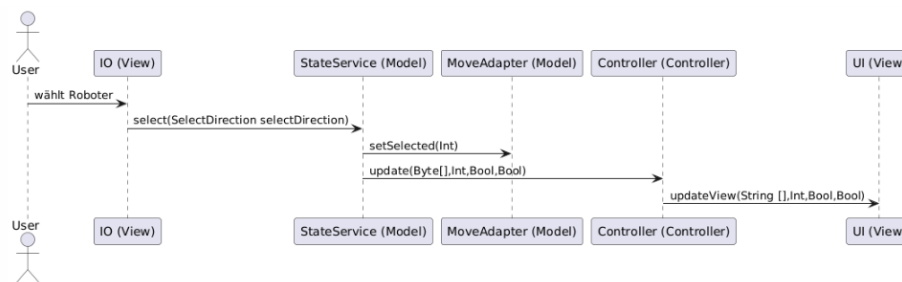 User
IO (View)
StateService (Model)
MoveAdapter (Model)
Controller (Controller)
UI (View
wählt Roboter
select(SelectDirection selectDirection)
setSelected(Int)
update(Byte[],Int,Bool,Bool)
updateView(String [],Int,Bool,Bool)
User
IO (View)
StateService (Model)
MoveAdapter (Model)
Controller (Controller)
UI (View